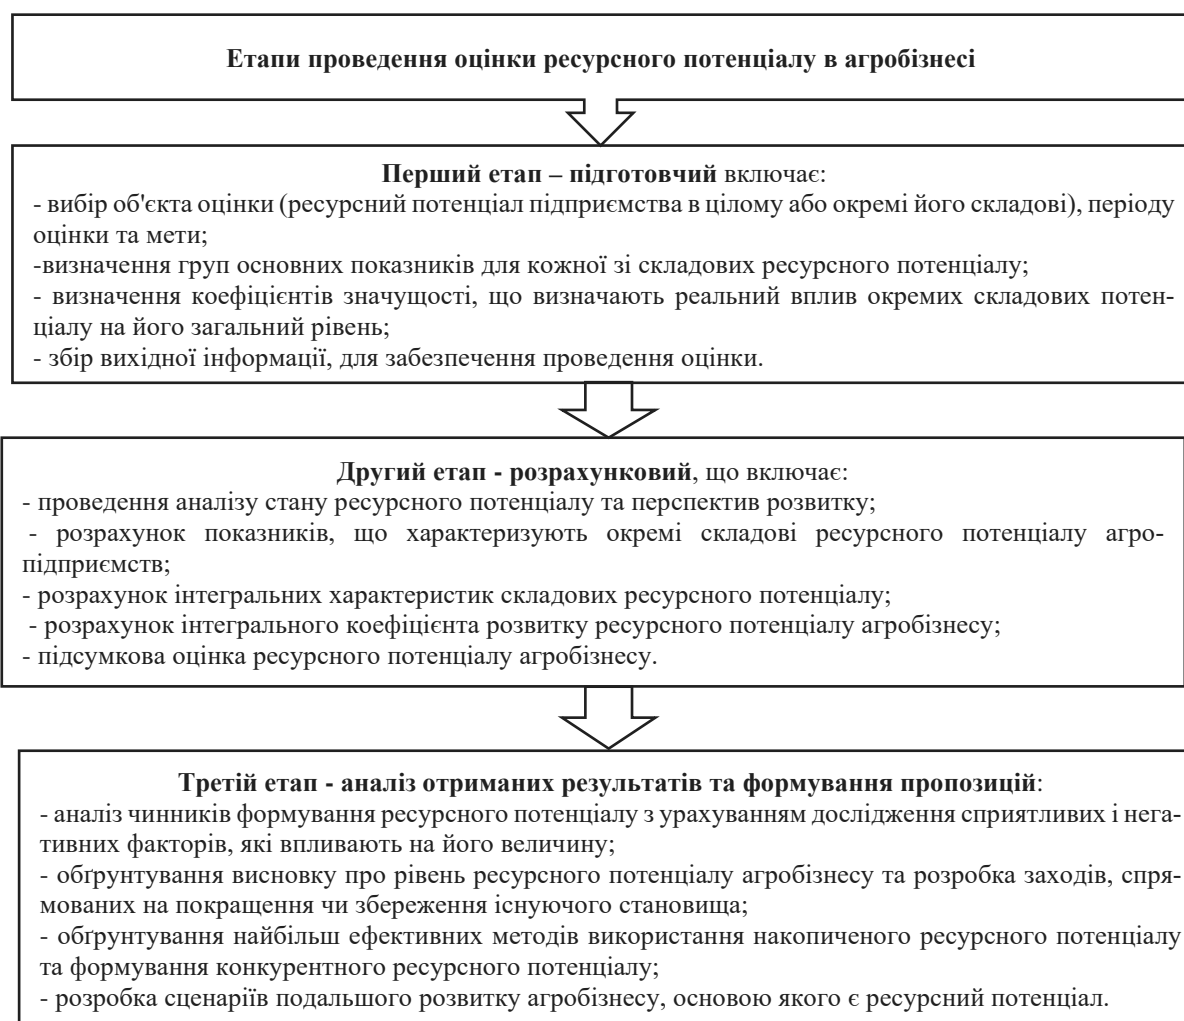 Етапи проведення оцінки ресурсного потенціалу в агробізнесі
Перший етап – підготовчий включає:
- вибір об'єкта оцінки (ресурсний потенціал підприємства в цілому або окремі його складові), періоду
оцінки та мети;
-визначення груп основних показників для кожної зі складових ресурсного потенціалу;
- визначення коефіцієнтів значущості, що визначають реальний вплив окремих складових потен-
ціалу на його загальний рівень;
- збір вихідної інформації, для забезпечення проведення оцінки.
Другий етап - розрахунковий, що включає:
- проведення аналізу стану ресурсного потенціалу та перспектив розвитку;
- розрахунок показників, що характеризують окремі складові ресурсного потенціалу агро-
підприємств;
- розрахунок інтегральних характеристик складових ресурсного потенціалу;
- розрахунок інтегрального коефіцієнта розвитку ресурсного потенціалу агробізнесу;
- підсумкова оцінка ресурсного потенціалу агробізнесу.
Третій етап - аналіз отриманих результатів та формування пропозицій:
- аналіз чинників формування ресурсного потенціалу з урахуванням дослідження сприятливих і нега-
тивних факторів, які впливають на його величину;
- обґрунтування висновку про рівень ресурсного потенціалу агробізнесу та розробка заходів, спря-
мованих на покращення чи збереження існуючого становища;
- обґрунтування найбільш ефективних методів використання накопиченого ресурсного потенціалу
та формування конкурентного ресурсного потенціалу;
- розробка сценаріїв подальшого розвитку агробізнесу, основою якого є ресурсний потенціал.